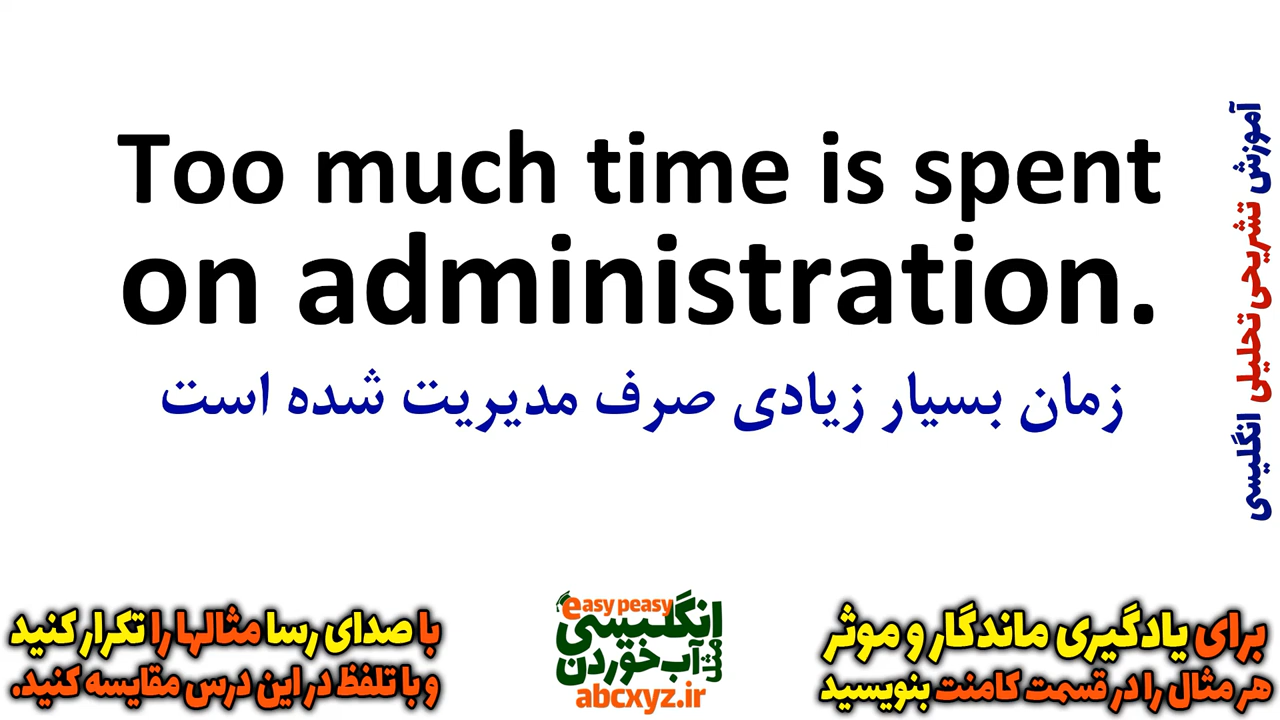 Too much time is spent
on administration.
زمان بسیار زیادی صرف مدیریت شده است
آموزش تشریحی تحلیلی انگلیسی
برای یادگیری ماندگار و موثر
هر مثال را در قسمت کامنت بنویسید
easy peasy
انگلیسی
مثل آب خوردن
abcxyz.ir
با صدای رسا مثالها را تکرار کنید
و با تلفظ در این درس مقایسه کنید.